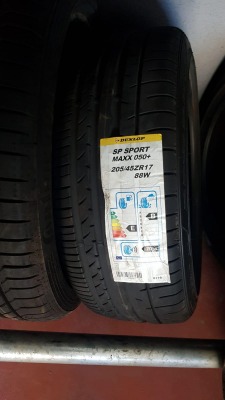 DUNLOP
SP SPORT
MAXX 050+
205/45ZR17
88W
E
B